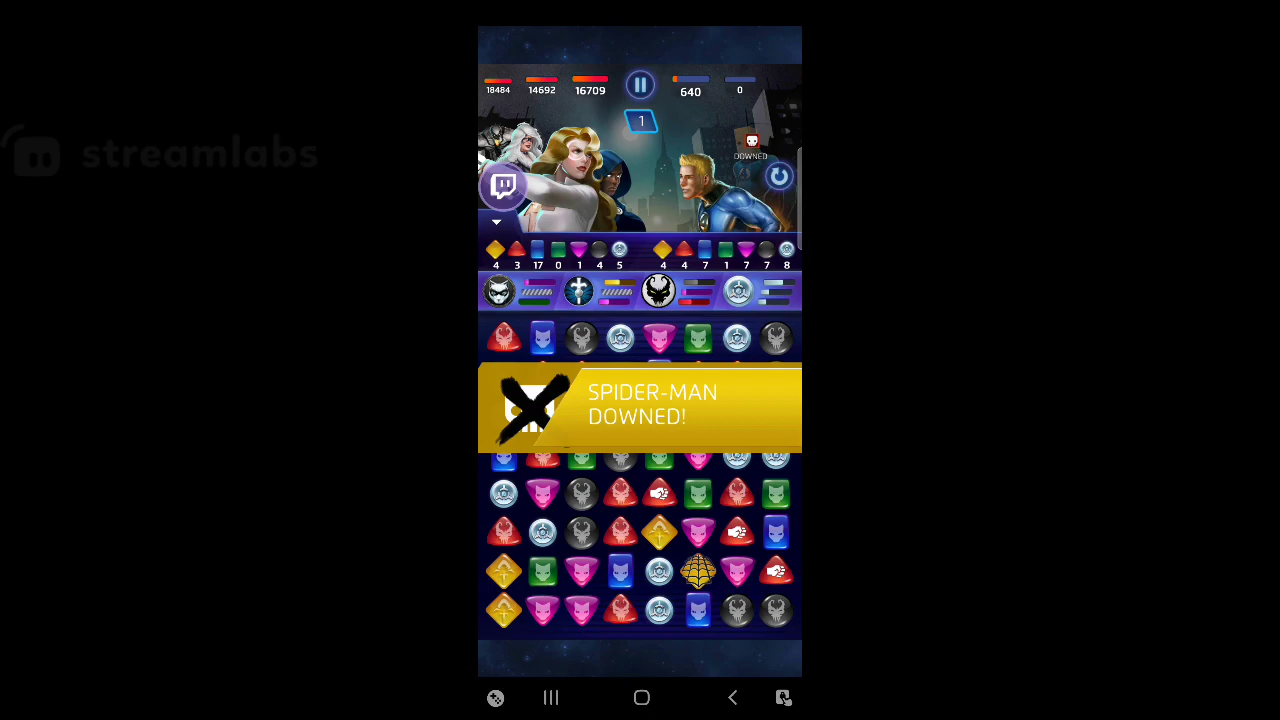 18484 14692 16709 640 0
1
streamlabs
DOWNED
4 3 17 0 1 4 5 4 4 7 1 7 7 8
SPIDER-MAN
DOWNED!